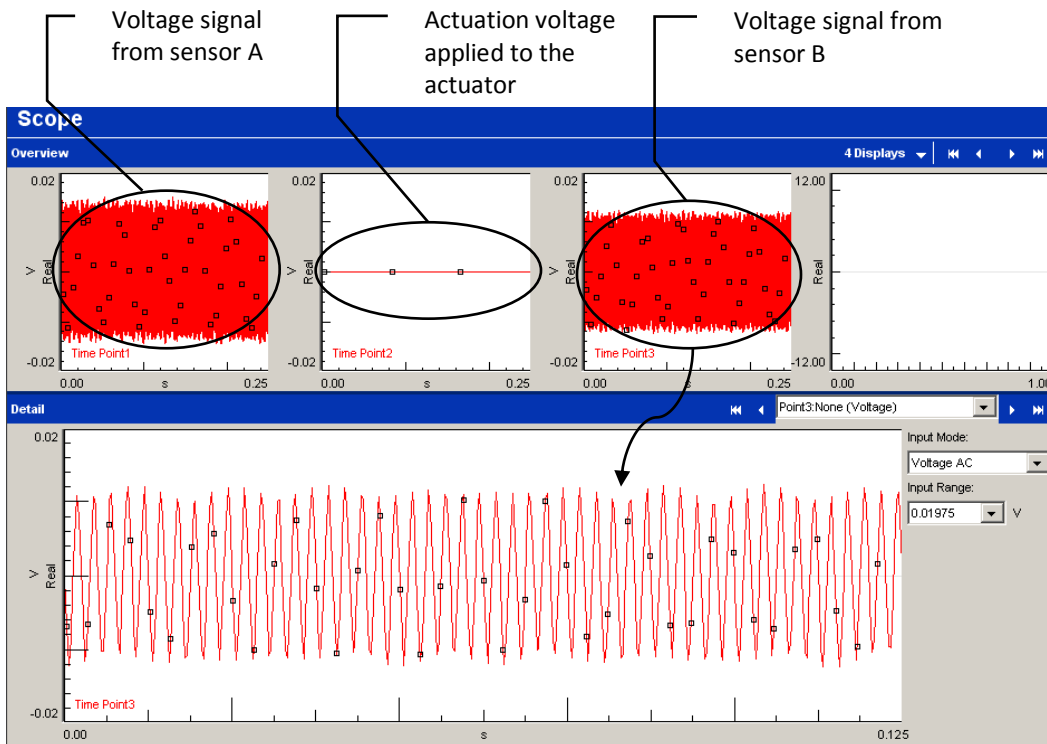 Voltage signal
from sensor A
Actuation voltage
applied to the
actuator
Voltage signal from
sensor B
Scope
Overview
4 Displays
0.02
V
Real
-0.02
Time Point1
0.00
s
0.25
0.02
V
Real
-0.02
Time Point2
0.00
s
0.25
0.02
V
Real
-0.02
Time Point3
0.00
s
0.25
12.00
Real
-12.00
0.00
1.00
Detail
Point3:None (Voltage)
0.02
V
Real
-0.02
Time Point3
0.00
s
0.125
Input Mode:
Voltage AC
Input Range:
0.01975
V